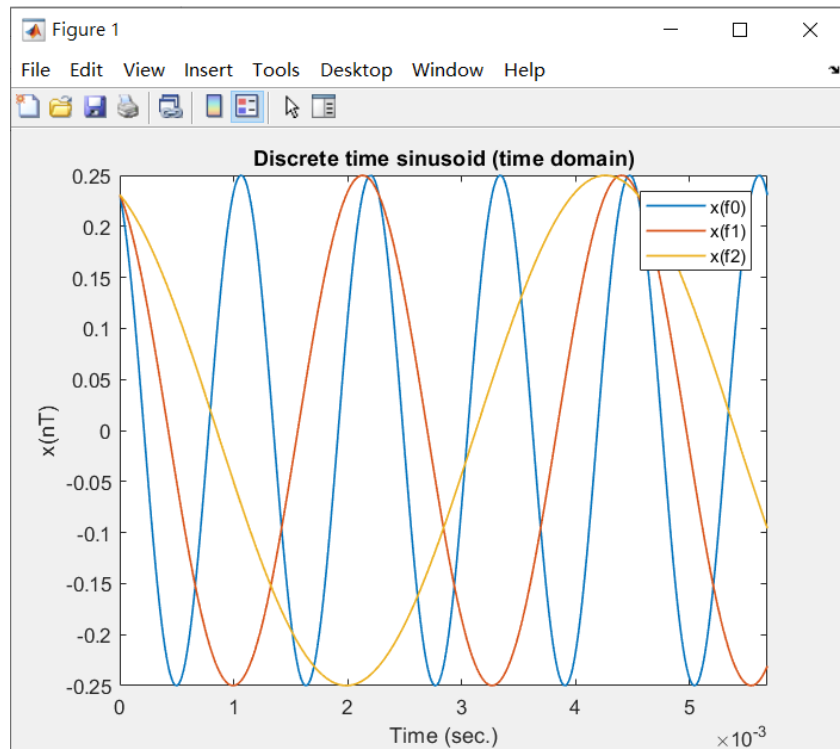 Figure 1
File Edit View Insert Tools Desktop Window Help
Discrete time sinusoid (time domain)
x(f0)
x(f1)
x(f2)
0.25
0.2
0.15
0.1
0.05
0
-0.05
-0.1
-0.15
-0.2
-0.25
x(nT)
0 1 2 3 4 5
Time (sec.)
×10⁻³